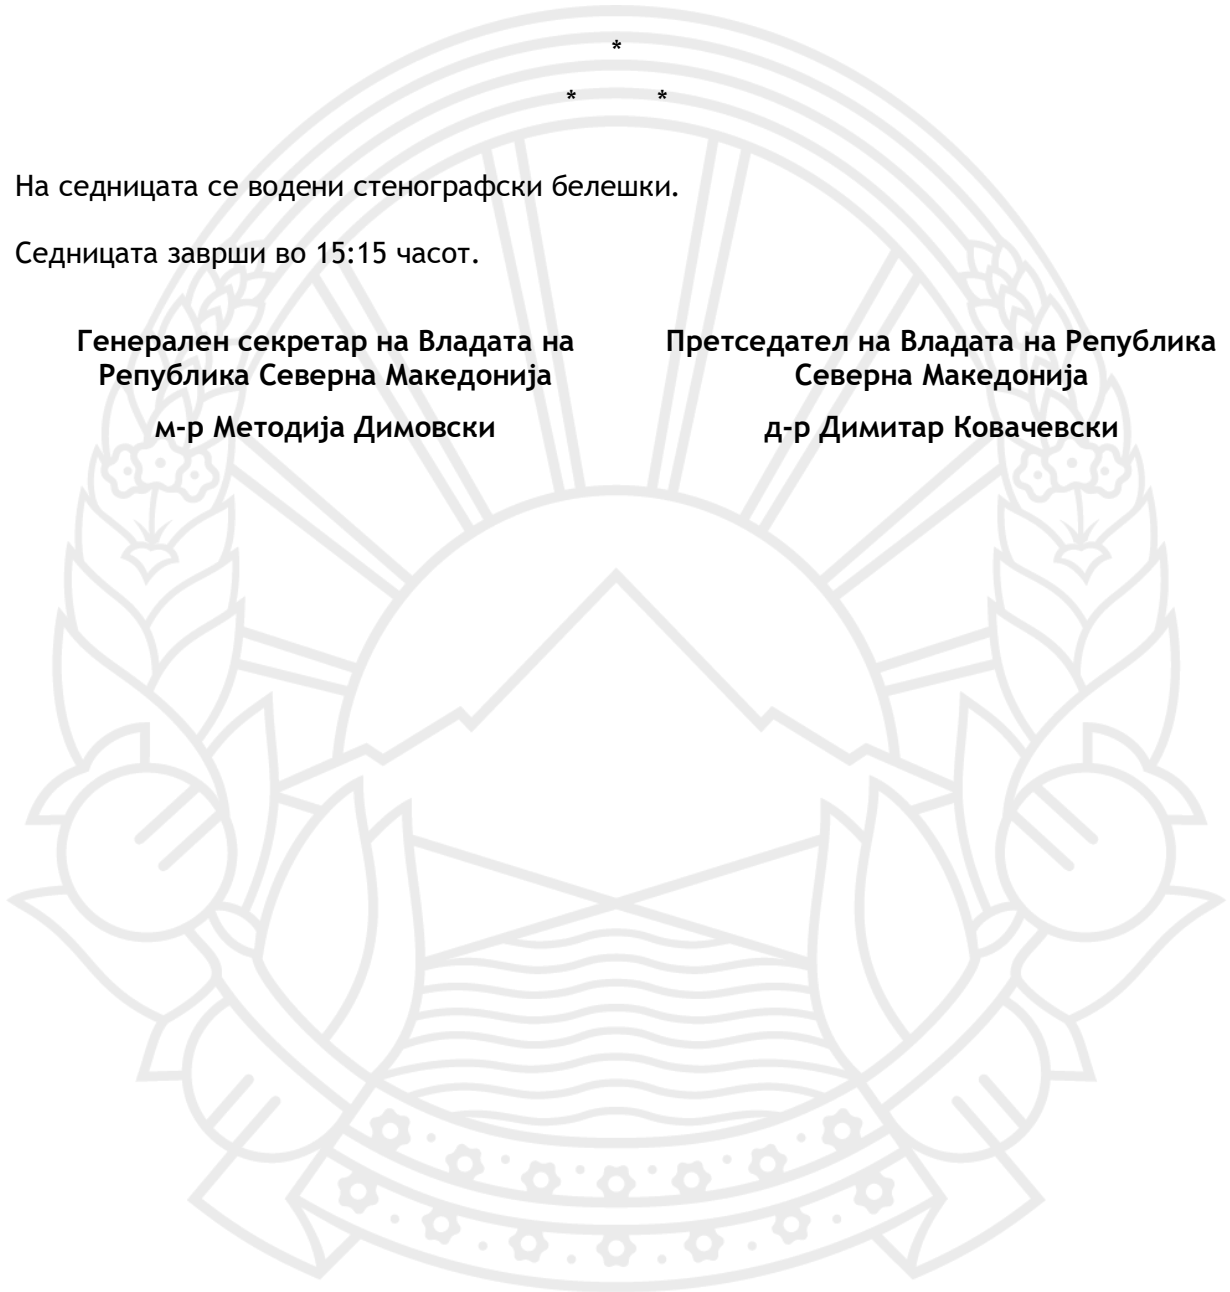 *
* *
На седницата се водени стенографски белешки.
Седницата заврши во 15:15 часот.
Генерален секретар на Владата на
Република Северна Македонија
м-р Методија Димовски
Претседател на Владата на Република
Северна Македонија
д-р Димитар Ковачевски